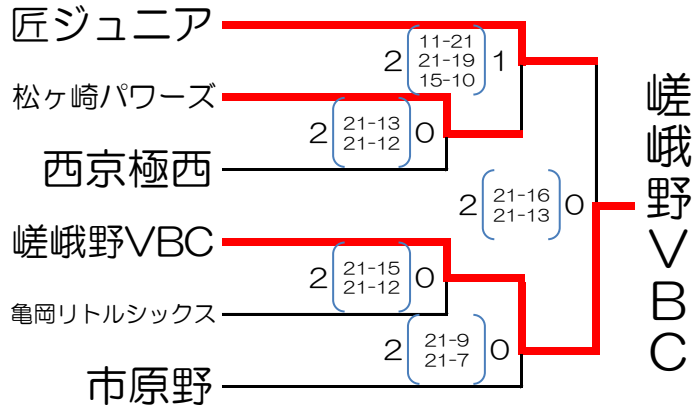 匠ジュニア
2 11-21 1
21-19
15-10
松ヶ崎パワーズ
2 21-13 0
21-12
西京極西
2 21-16 0
21-13
嵯峨野VBC
2 21-15 0
21-12
亀岡リトルシックス
2 21-9 0
21-7
市原野
嵯峨野VBC